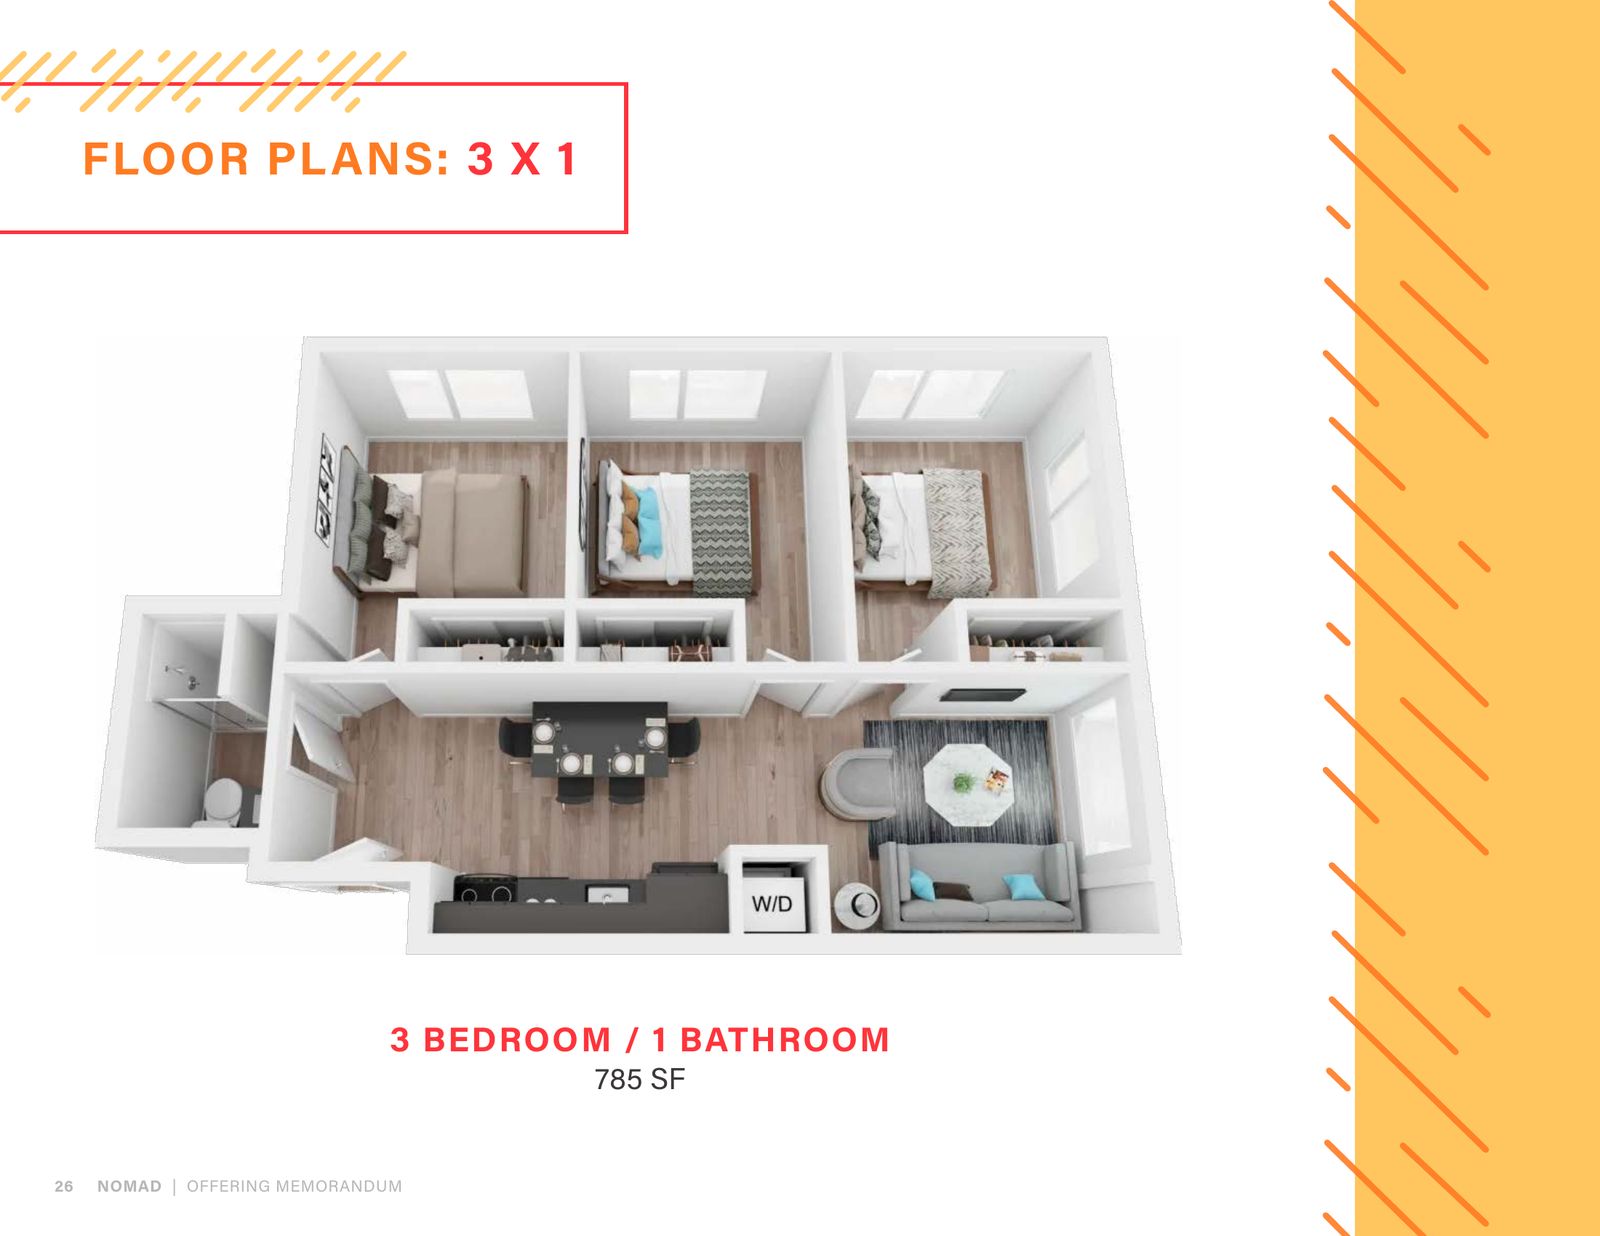 FLOOR PLANS: 3 X 1
W/D
3 BEDROOM / 1 BATHROOM
785 SF
26 NOMAD | OFFERING MEMORANDUM